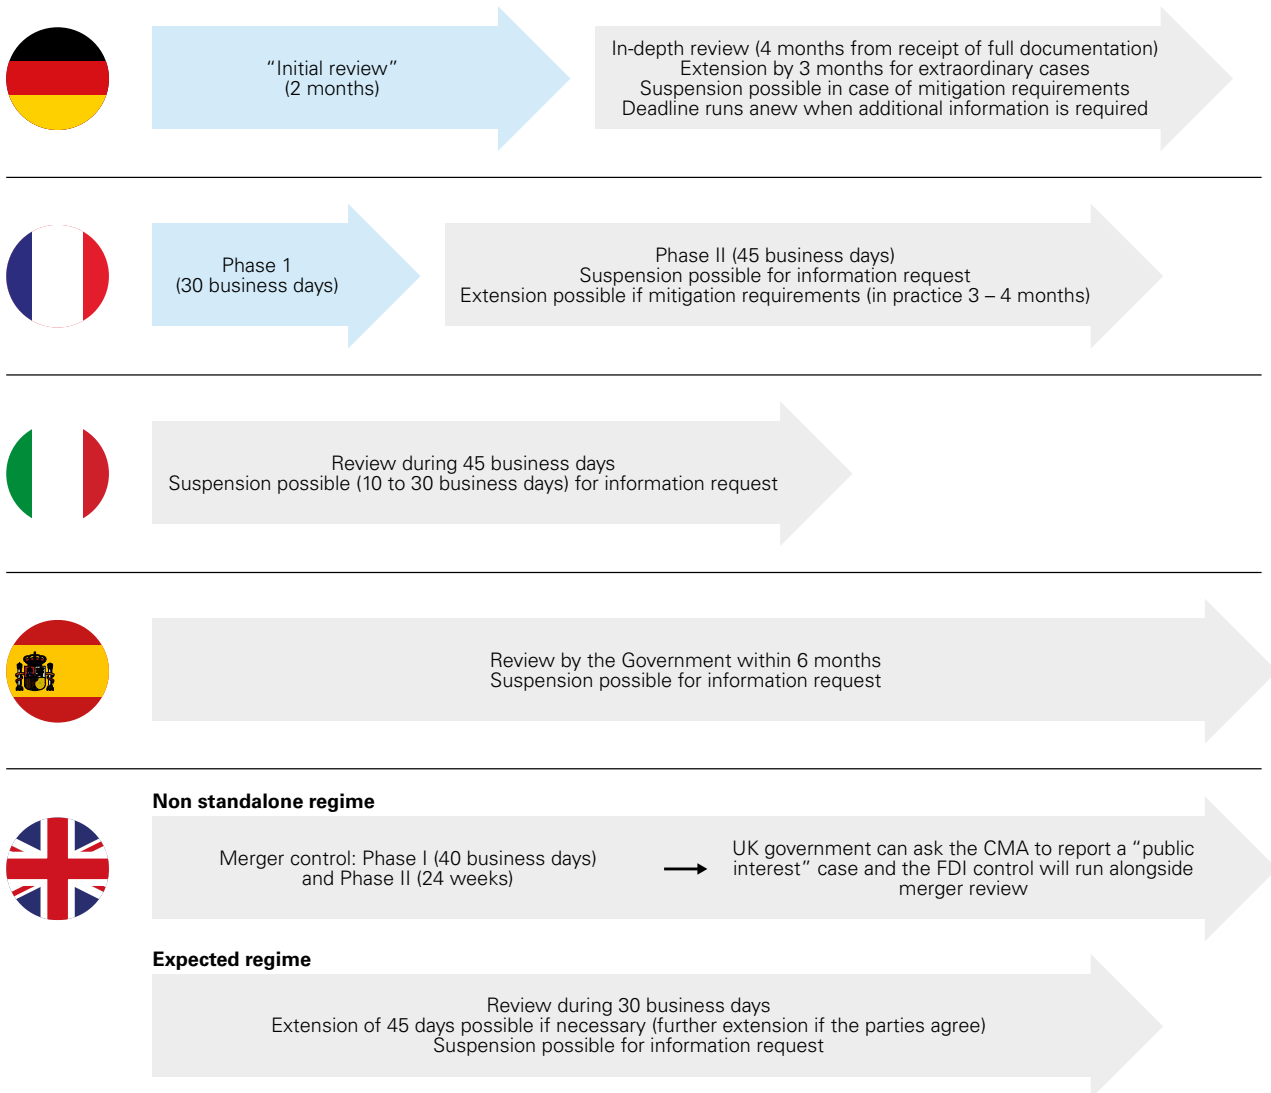 “Initial review”
(2 months)
In-depth review (4 months from receipt of full documentation)
Extension by 3 months for extraordinary cases
Suspension possible in case of mitigation requirements
Deadline runs anew when additional information is required
Phase 1
(30 business days)
Phase II (45 business days)
Suspension possible for information request
Extension possible if mitigation requirements (in practice 3 – 4 months)
Review during 45 business days
Suspension possible (10 to 30 business days) for information request
Review by the Government within 6 months
Suspension possible for information request
Non standalone regime
Merger control: Phase I (40 business days)
and Phase II (24 weeks)
UK government can ask the CMA to report a “public
interest” case and the FDI control will run alongside
merger review
Expected regime
Review during 30 business days
Extension of 45 days possible if necessary (further extension if the parties agree)
Suspension possible for information request